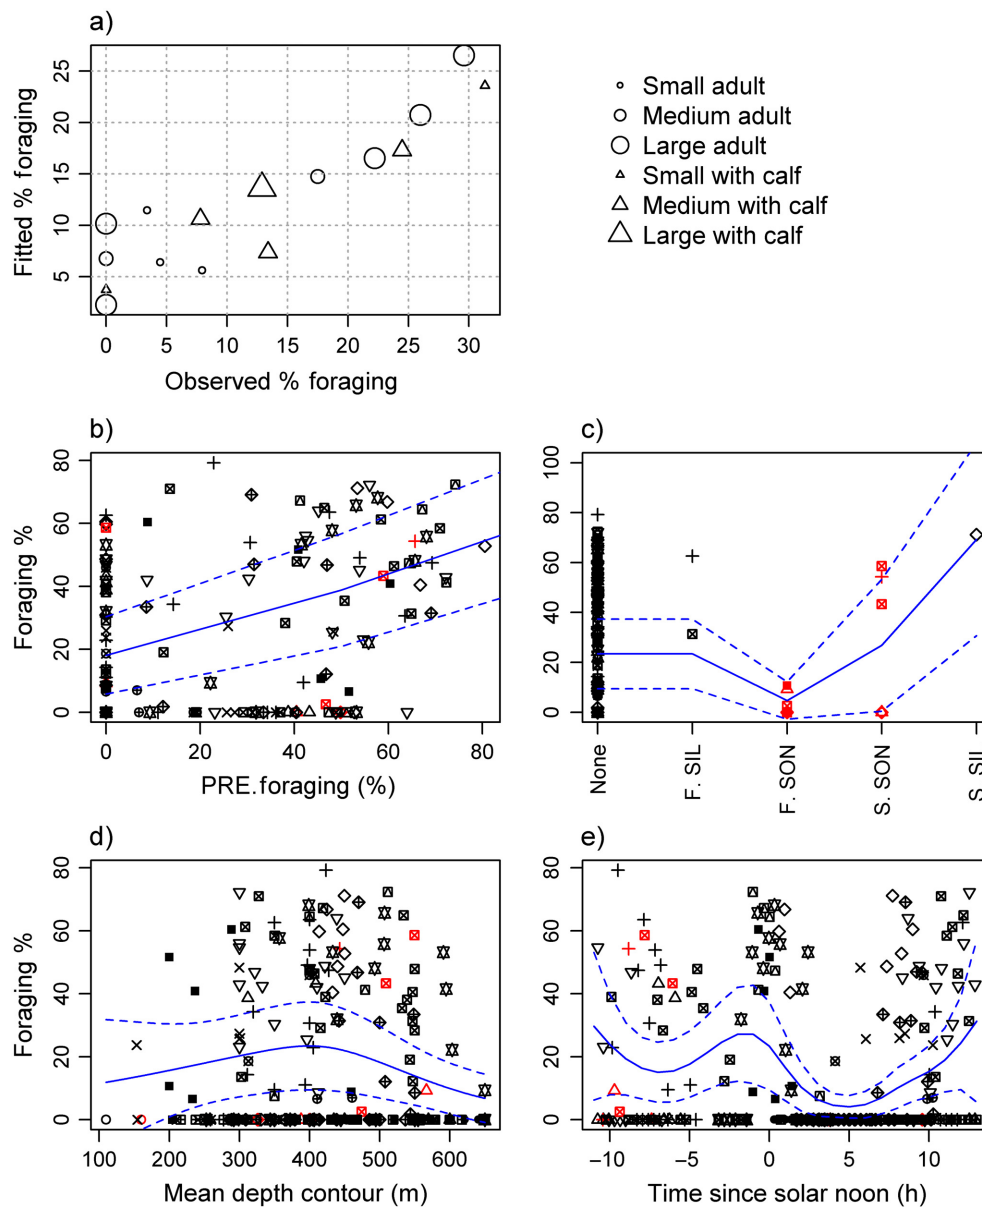 a)
Fitted % foraging
5 10 15 20 25
0 5 10 15 20 25 30
Observed % foraging
Small adult
Medium adult
Large adult
Small with calf
Medium with calf
Large with calf
b)
Foraging %
0 20 40 60 80
0 20 40 60 80
PRE.foraging (%)
c)
0 20 40 60 80 100
None
F. SIL
F. SON
S. SON
S. SIL
d)
Foraging %
0 20 40 60 80
100 200 300 400 500 600
Mean depth contour (m)
e)
0 20 40 60 80
−10 −5 0 5 10
Time since solar noon (h)